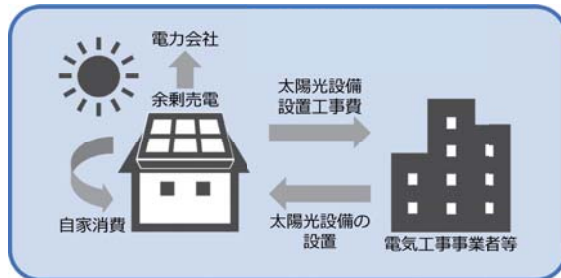 電力会社
余剰売電
太陽光設備
設置工事費
自家消費
太陽光設備の
設置
電気工事事業者等